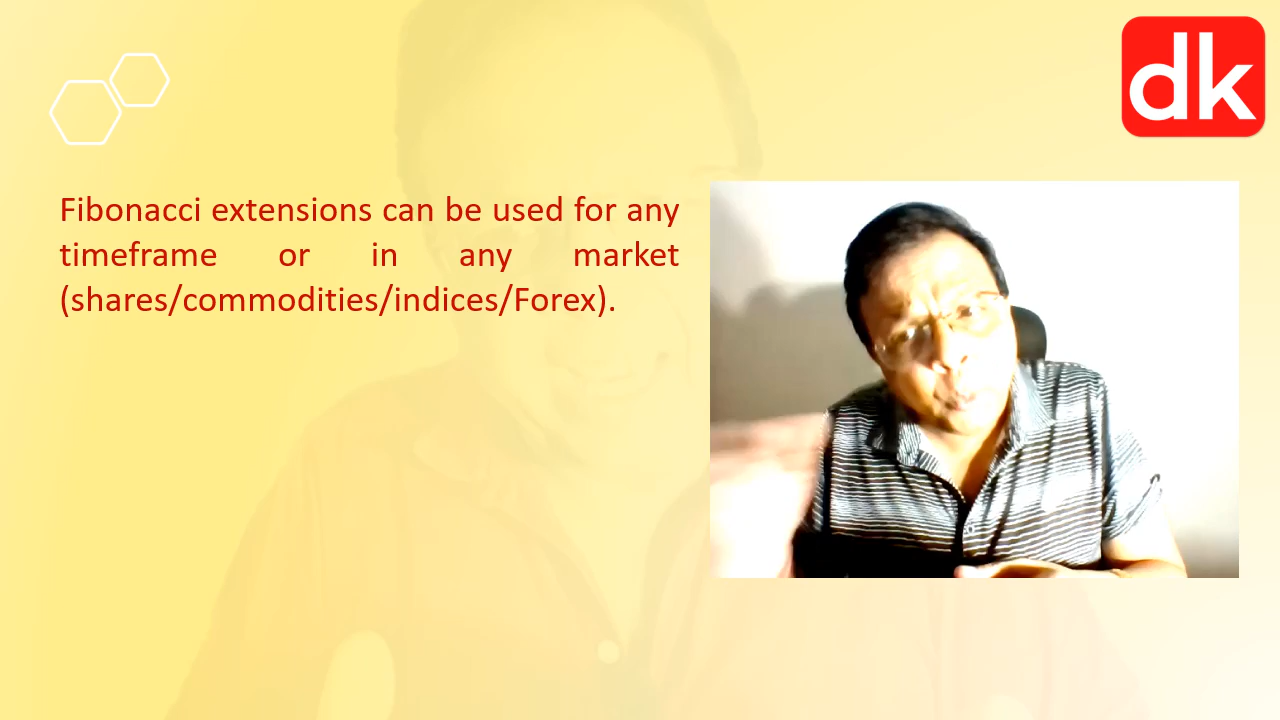 dk
Fibonacci extensions can be used for any
timeframe or in any market
(shares/commodities/indices/Forex).